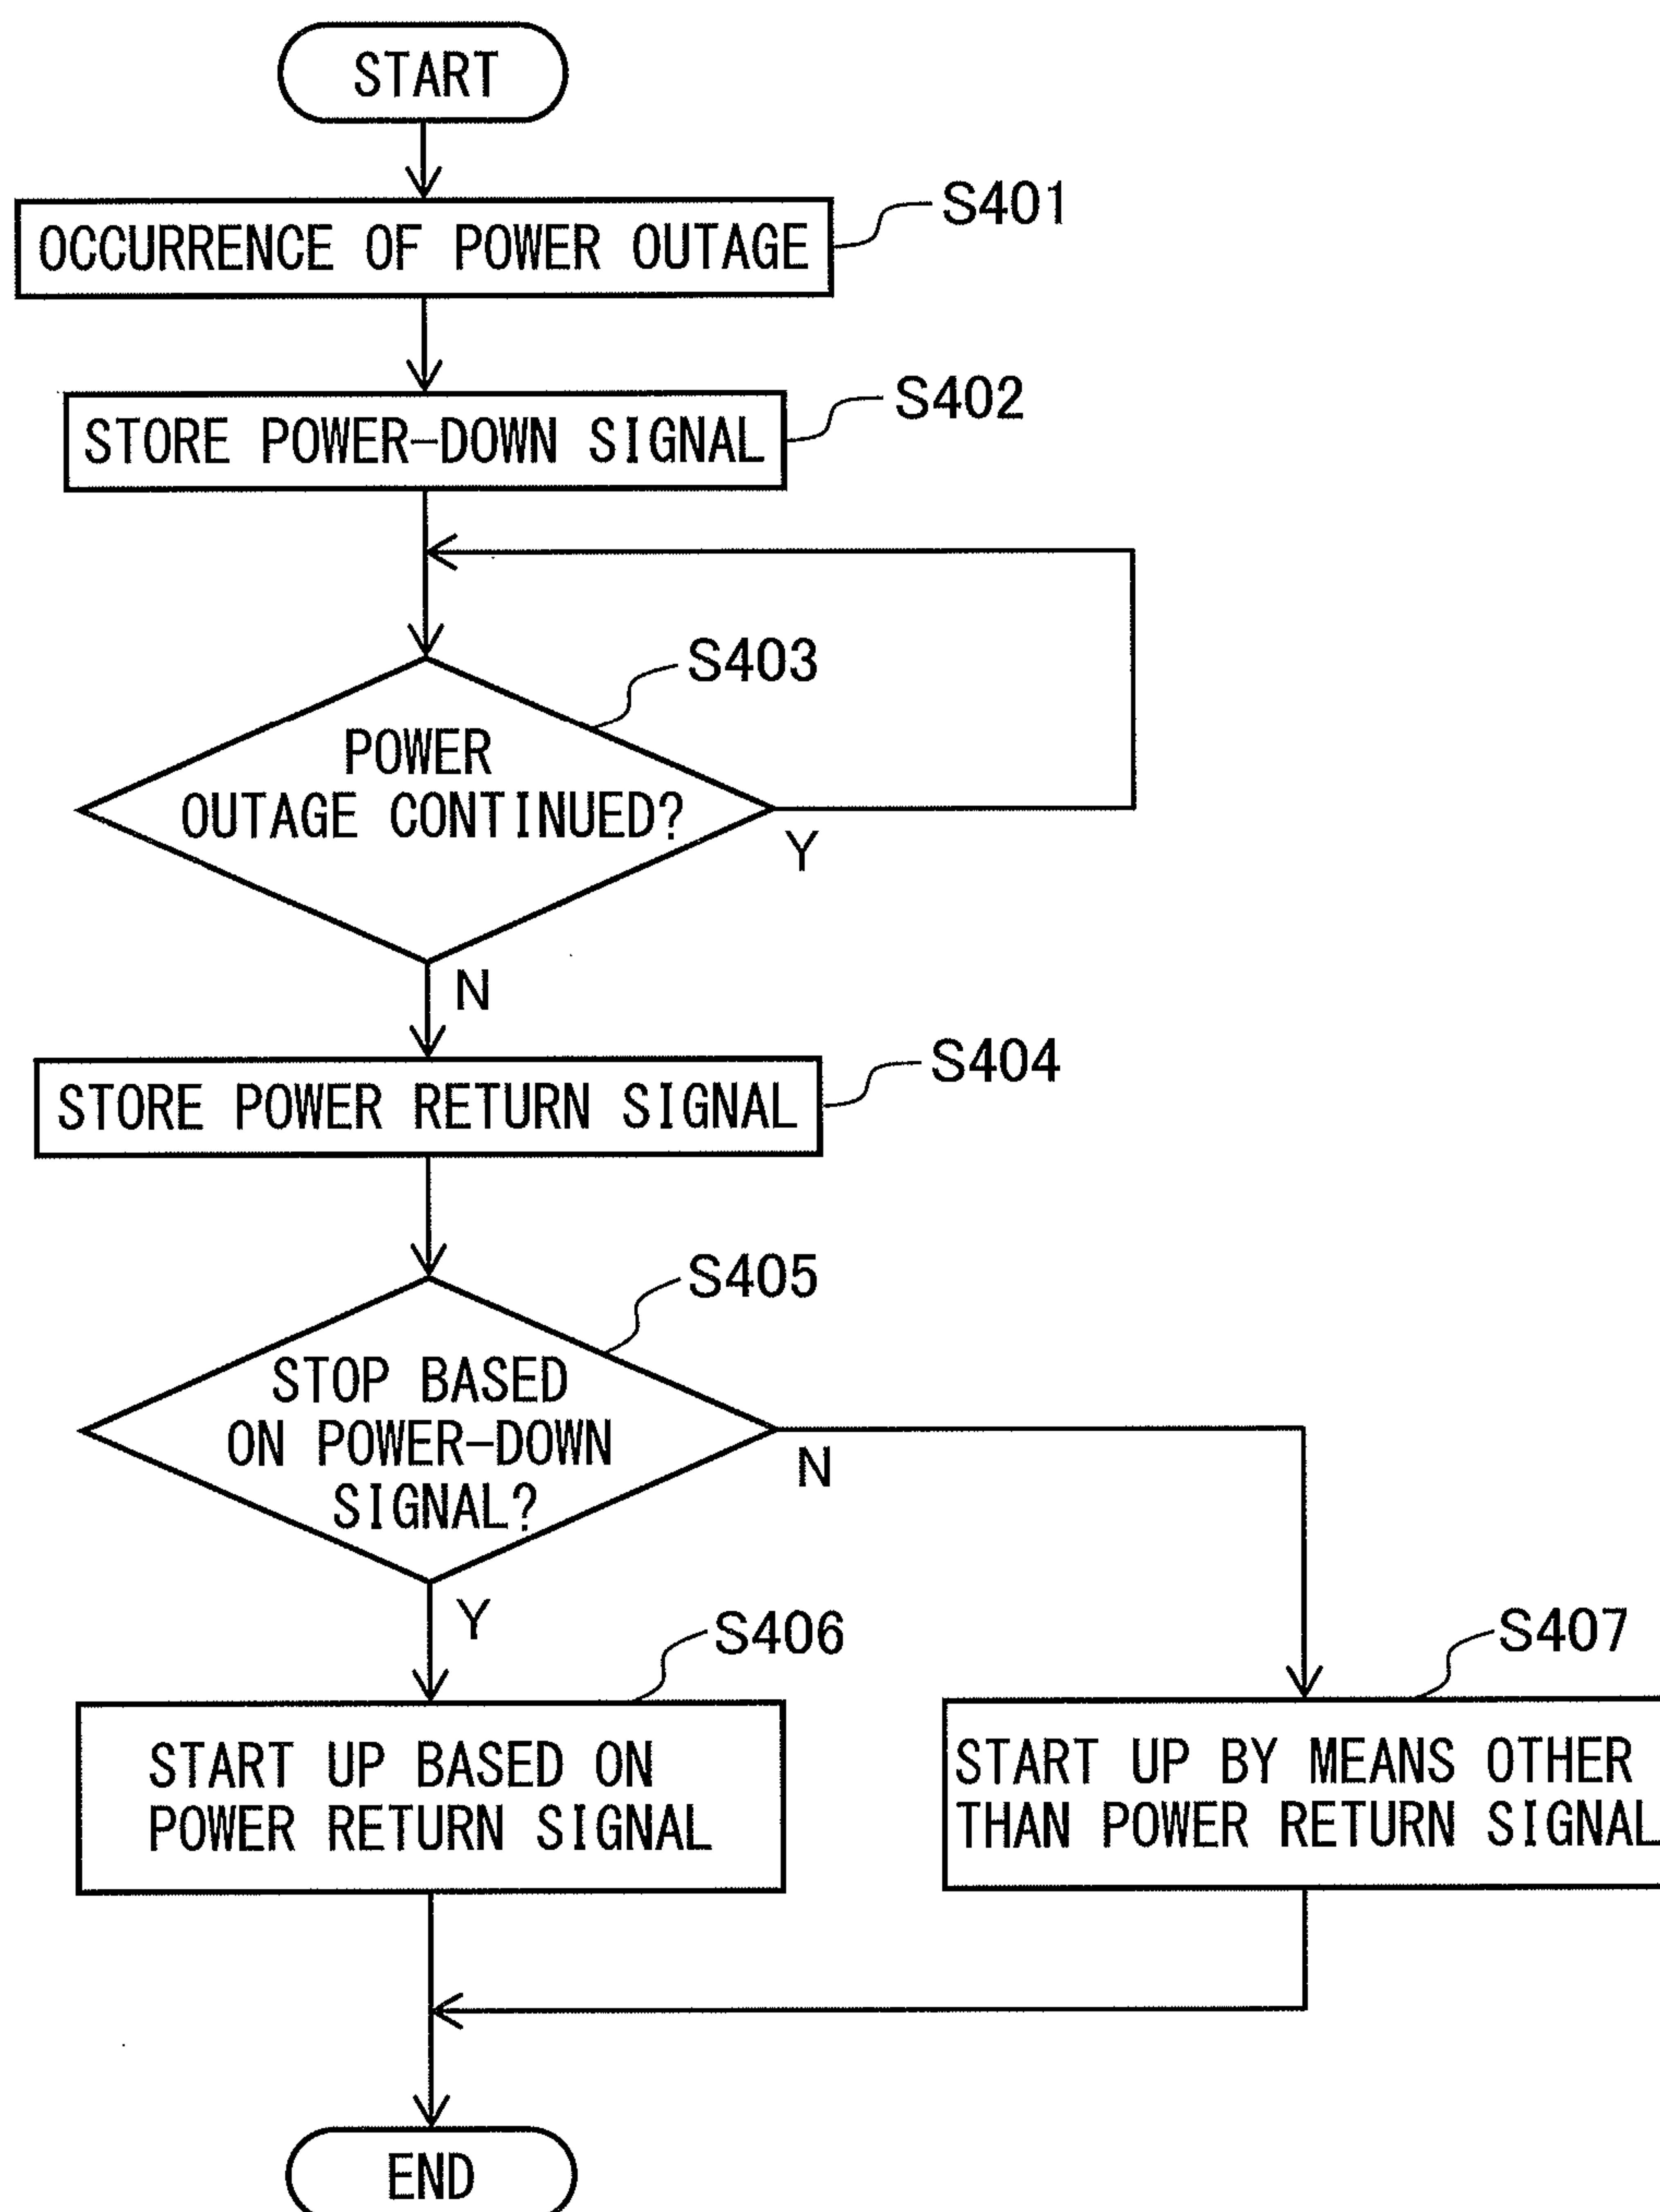 START
OCCURRENCE OF POWER OUTAGE
S401
STORE POWER-DOWN SIGNAL
S402
S403
POWER
OUTAGE CONTINUED?
Y
N
STORE POWER RETURN SIGNAL
S404
S405
STOP BASED
ON POWER-DOWN
SIGNAL?
N
Y
S406
START UP BASED ON
POWER RETURN SIGNAL
S407
START UP BY MEANS OTHER
THAN POWER RETURN SIGNAL
END